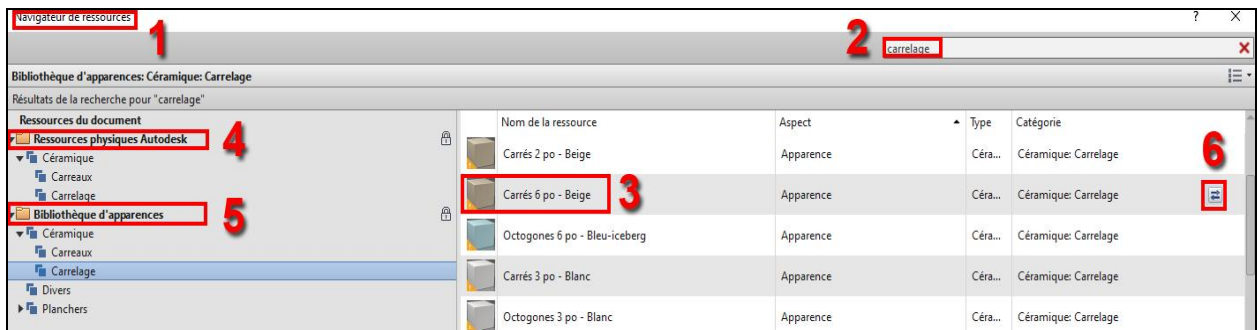 Navigateur de ressources
? X
1
2
carrelage
Bibliothèque d'apparences: Céramique: Carrelage
Résultats de la recherche pour "carrelage"
Ressources du document
Ressources physiques Autodesk
4
Céramique
Carreaux
Carrelage
Bibliothèque d'apparences
5
Céramique
Carreaux
Carrelage
Divers
Planchers
Nom de la ressource Aspect Type Catégorie
Carrés 2 po - Beige Apparence Céra... Céramique: Carrelage
6
Carrés 6 po - Beige 3 Apparence Céra... Céramique: Carrelage
Octogones 6 po - Bleu-iceberg Apparence Céra... Céramique: Carrelage
Carrés 3 po - Blanc Apparence Céra... Céramique: Carrelage
Octogones 3 po - Blanc Apparence Céra... Céramique: Carrelage